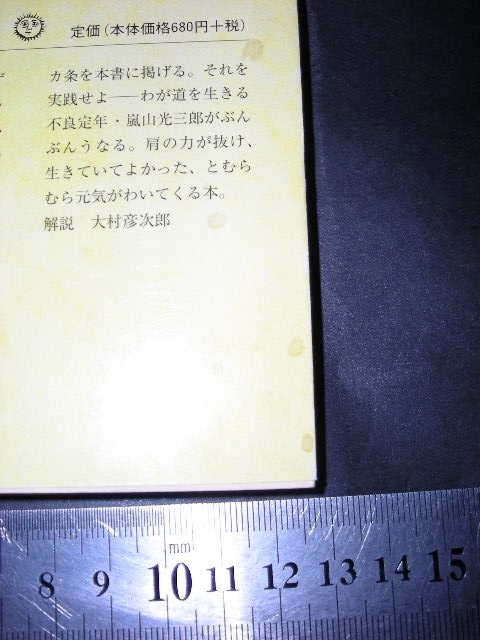 定価(本体価格680円+税)
カ条を本書に掲げる。それを
実践せよ――わが道を生きる
不良定年・嵐山光三郎がぶん
ぶんうなる。肩の力が抜け、
生きていてよかった、とむら
むら元気がわいてくる本。
解説　大村彦次郎
mm
8 9 10 11 12 13 14 15